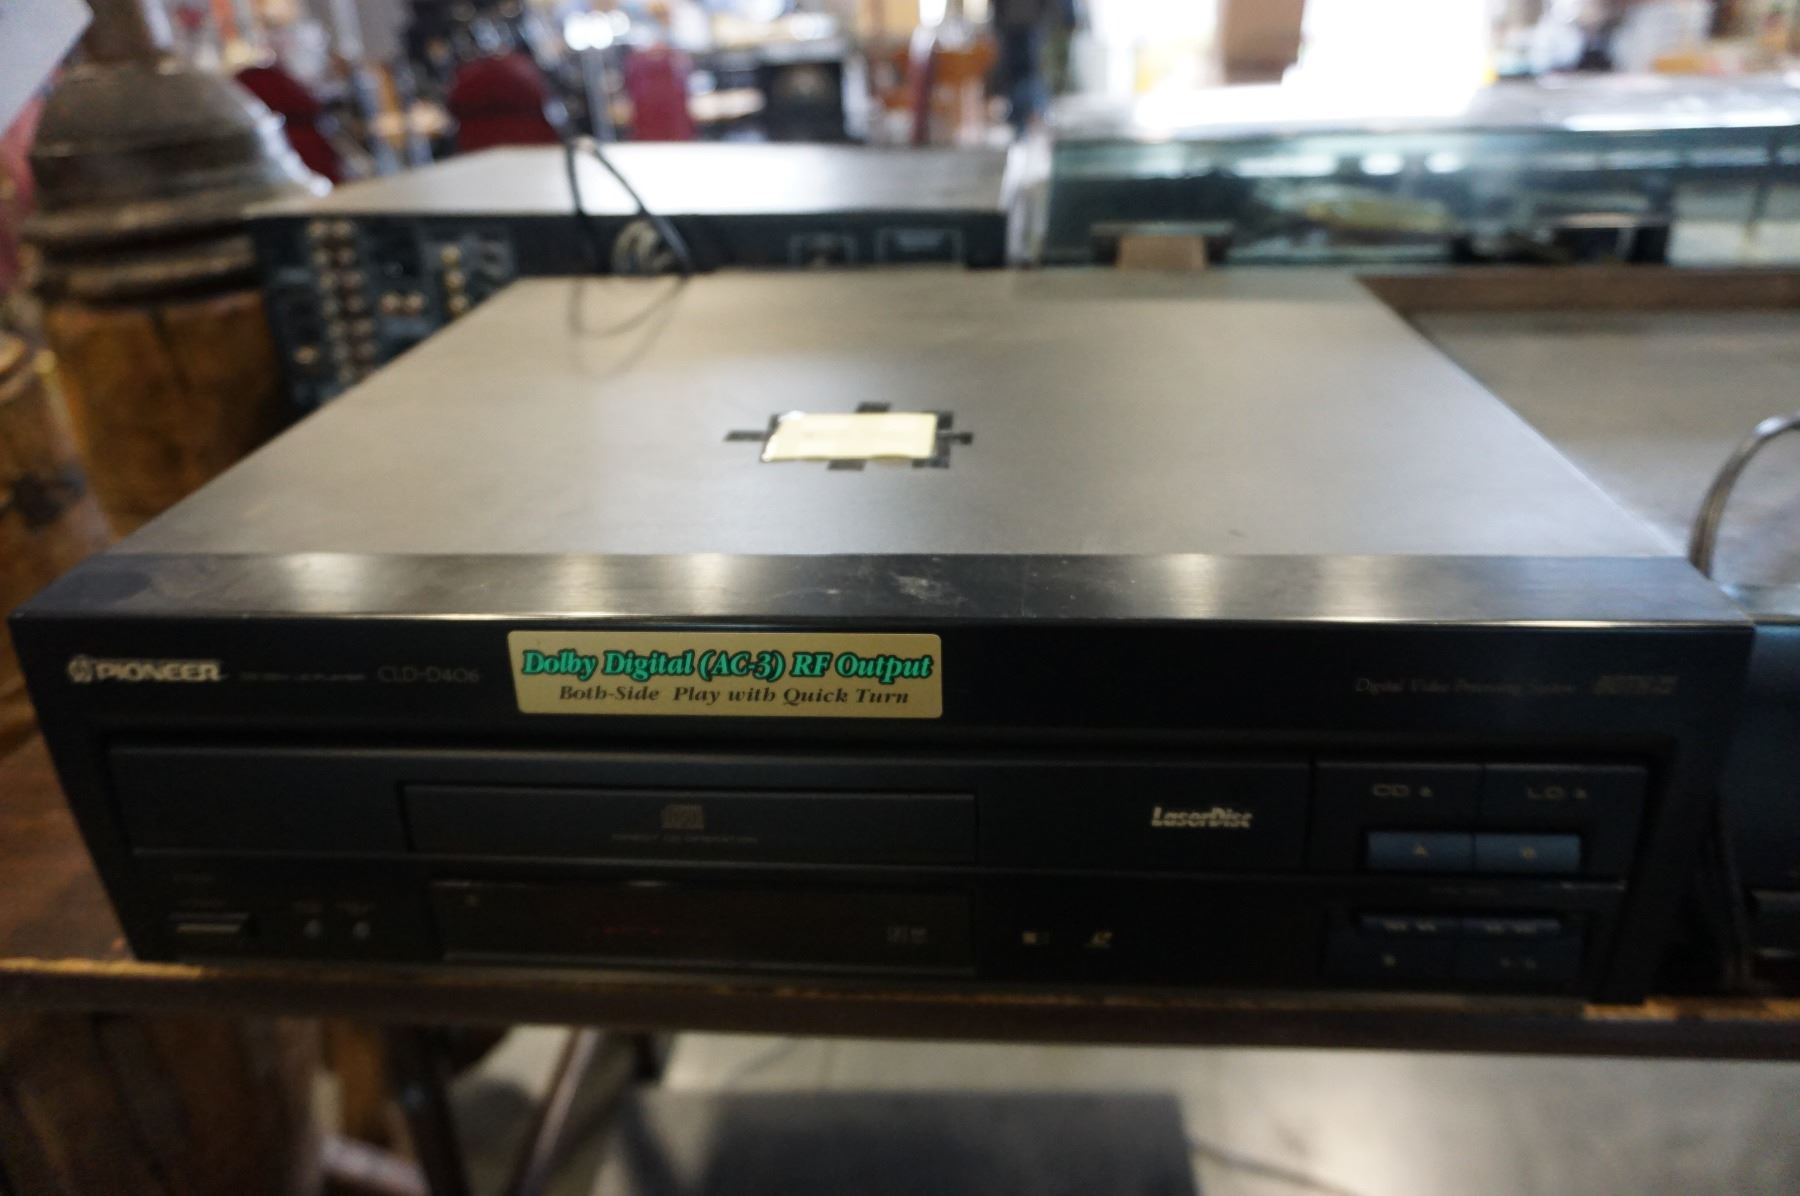 PIONEER CLD-D406
Dolby Digital (AC-3) RF Output
Both-Side Play with Quick Turn
Digital Video Processing System
CD
LD
LaserDisc
A
B